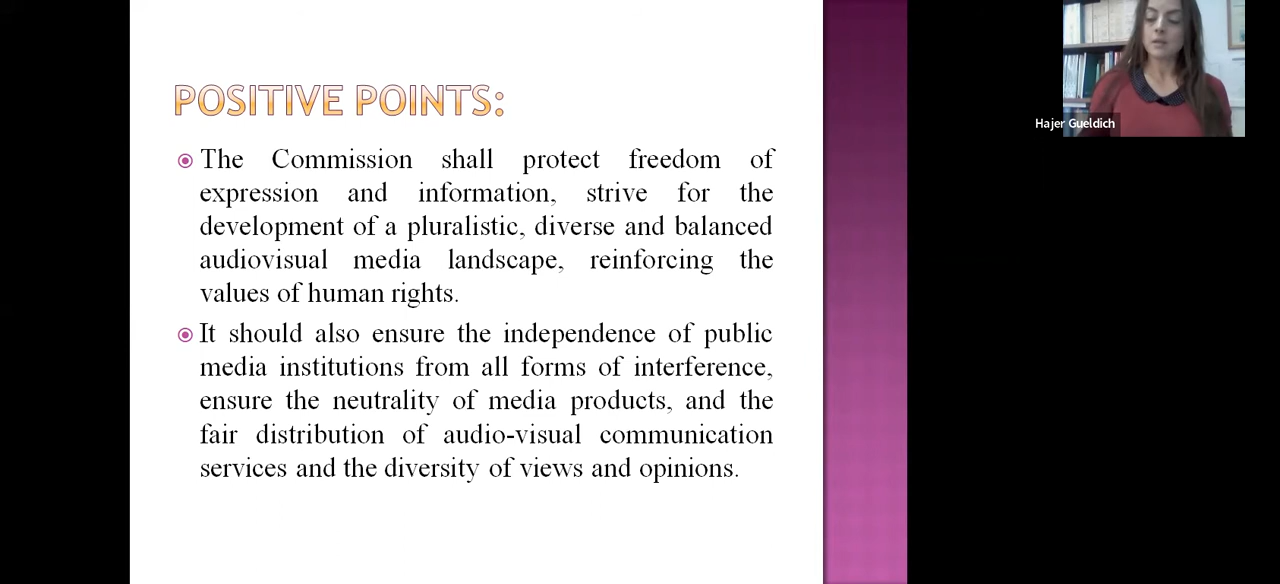 POSITIVE POINTS:
The Commission shall protect freedom of
expression and information, strive for the
development of a pluralistic, diverse and balanced
audiovisual media landscape, reinforcing the
values of human rights.
It should also ensure the independence of public
media institutions from all forms of interference,
ensure the neutrality of media products, and the
fair distribution of audio-visual communication
services and the diversity of views and opinions.
Hajer Gueldich